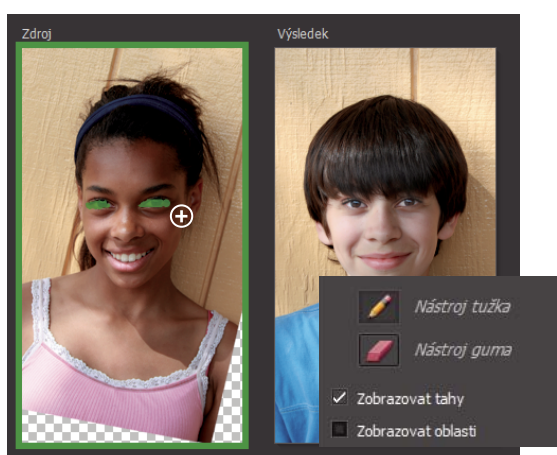 Zdroj
Výsledek
Nástroj tužka
Nástroj guma
Zobrazovat tahy
Zobrazovat oblasti